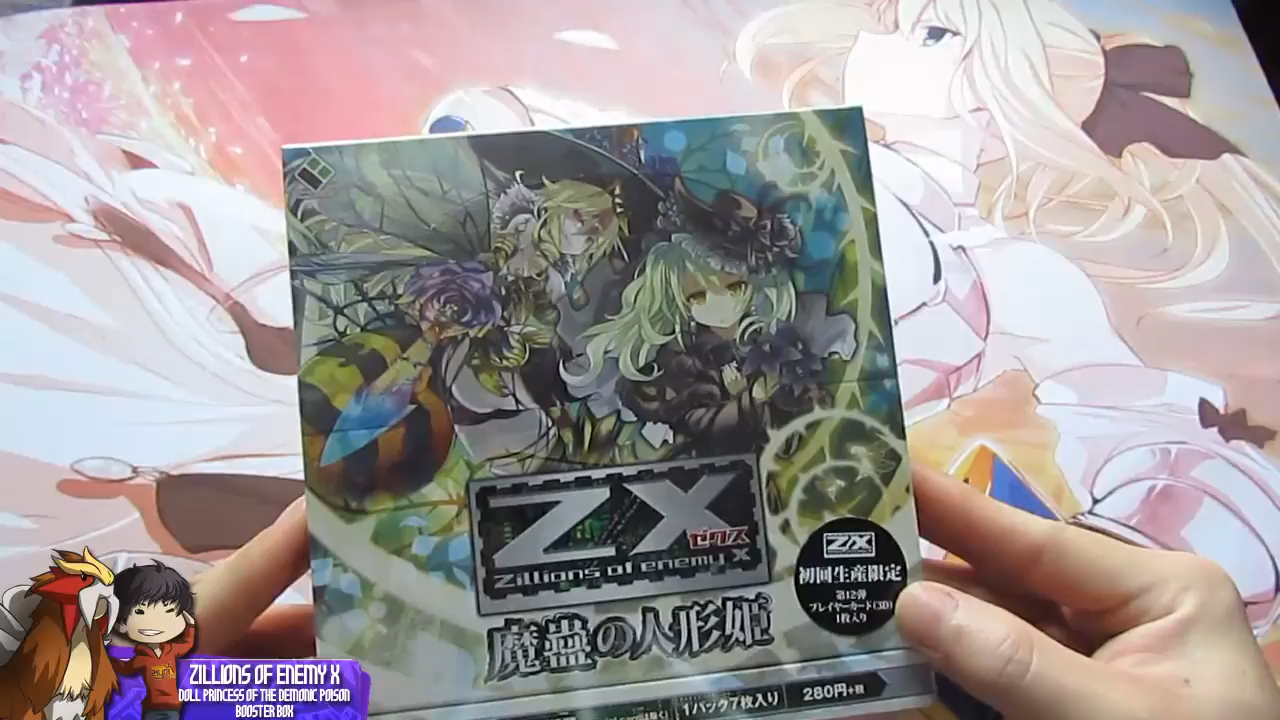 Z/X
ゼクス
Zillions of enemy X
魔蟲の人形姫
Z/X
初回生産限定
第12弾
プレイヤーカード(3D)
1枚入り
1パック7枚入り
280円+税
ZILLIONS OF ENEMY X
DOLL PRINCESS OF THE DEMONIC POISON
BOOSTER BOX